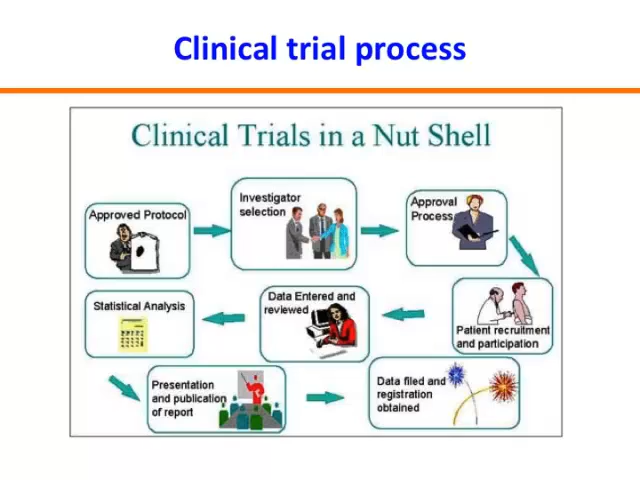 Clinical trial process
Clinical Trials in a Nut Shell
Approved Protocol
Investigator
selection
Approval
Process
Patient recruitment
and participation
Data Entered and
reviewed
Statistical Analysis
Presentation
and publication
of report
Data filed and
registration
obtained